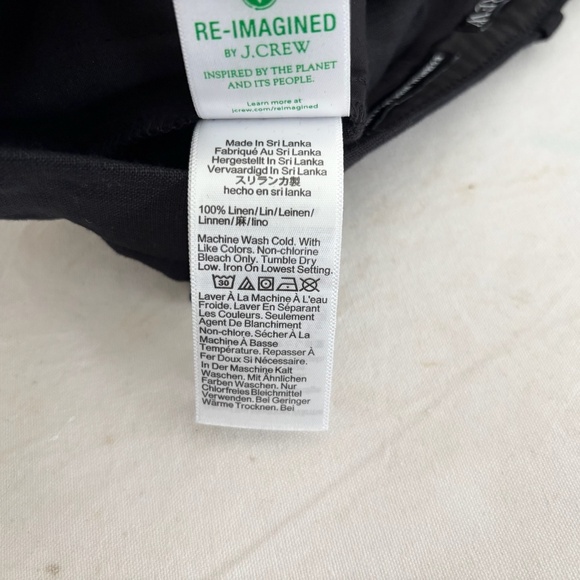 RE-IMAGINED
BY J.CREW
INSPIRED BY THE PLANET
AND ITS PEOPLE.
Learn more at
jcrew.com/reimagined
Made In Sri Lanka
Fabriqué Au Sri Lanka
Hergestellt In Sri Lanka
Vervaardigd In Sri Lanka
スリランカ製
hecho en sri lanka
100% Linen/Lin/Leinen/
Linnen/麻/lino
Machine Wash Cold. With
Like Colors. Non-chlorine
Bleach Only. Tumble Dry
Low. Iron On Lowest Setting.
30
Laver À La Machine À L'eau
Froide. Laver En Séparant
Les Couleurs. Seulement
Agent De Blanchiment
Non-chlore. Sécher À La
Machine À Basse
Température. Repasser À
Fer Doux Si Nécessaire.
In Der Maschine Kalt
Waschen. Mit Ähnlichen
Farben Waschen. Nur
Chlorfreies Bleichmittel
Verwenden. Bei Geringer
Wärme Trocknen. Bei